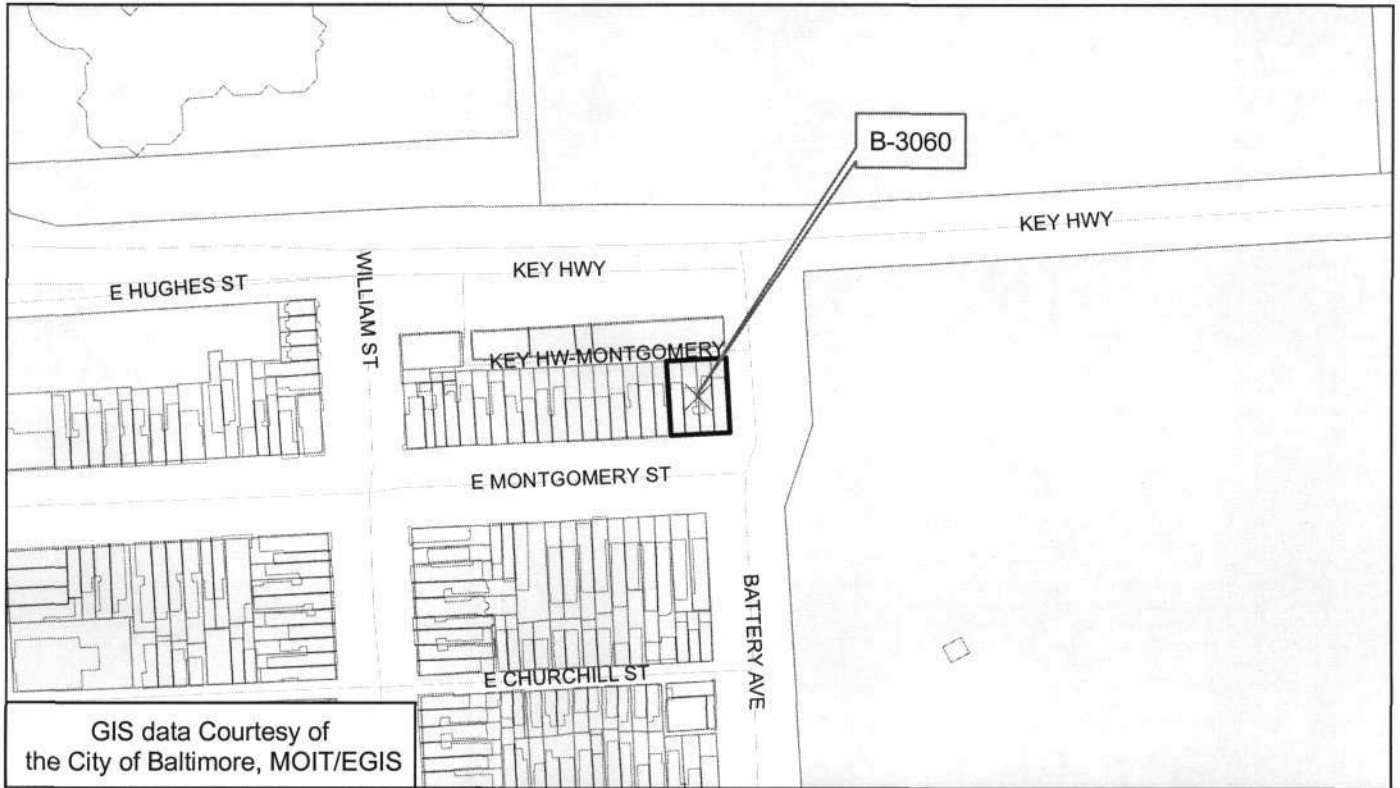 B-3060
KEY HWY
KEY HWY
E HUGHES ST
WILLIAM ST
KEY HW-MONTGOMERY
E MONTGOMERY ST
BATTERY AVE
E CHURCHILL ST
GIS data Courtesy of
the City of Baltimore, MOIT/EGIS